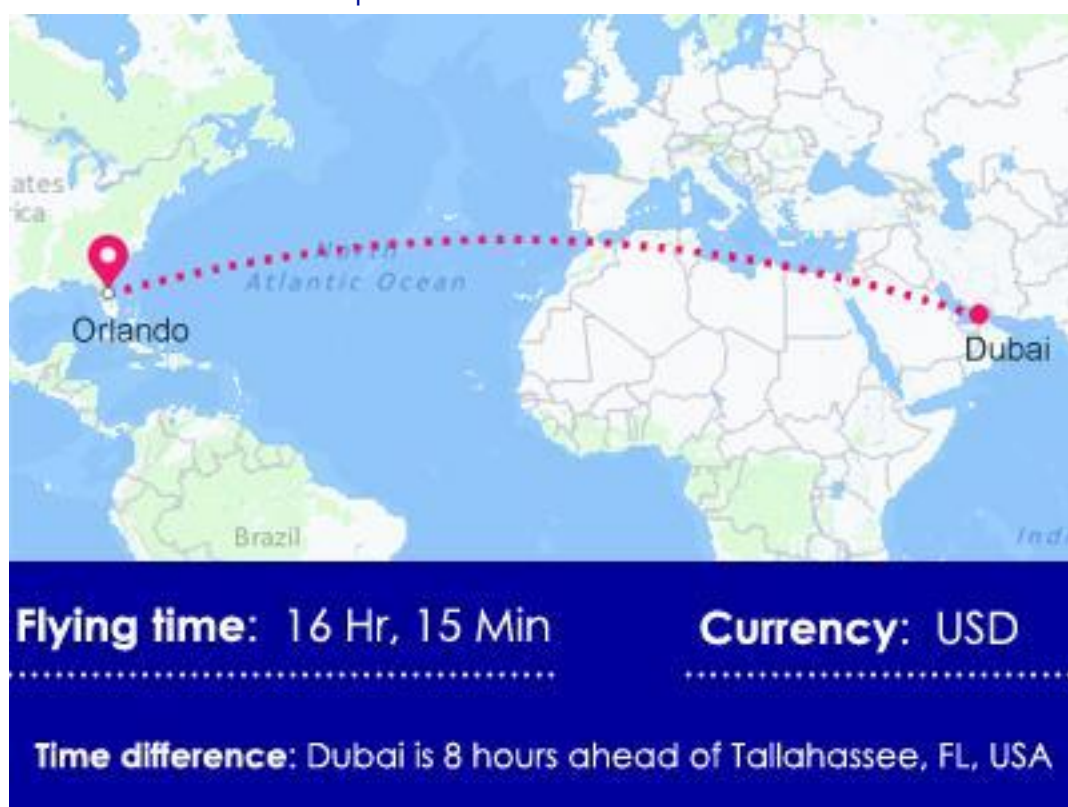 ates
ica
North
Atlantic Ocean
Orlando
Dubai
Brazil
Ind
Flying time: 16 Hr, 15 Min
Currency: USD
Time difference: Dubai is 8 hours ahead of Tallahassee, FL, USA